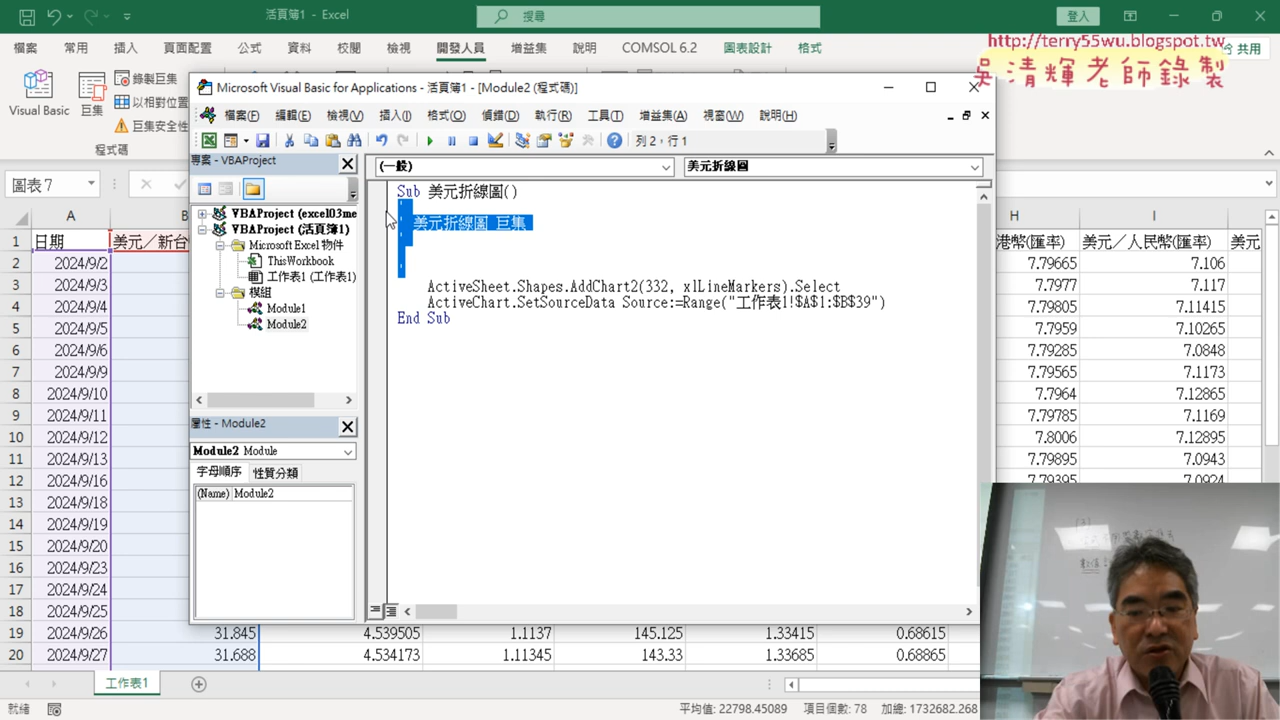 活頁簿1 - Excel
搜尋
登入
檔案 常用 插入 頁面配置 公式 資料 校閱 檢視 開發人員 增益集 說明 COMSOL 6.2 圖表設計 格式
共用
http://terry55wu.blogspot.tw
吳清輝老師錄製
Visual Basic
巨集
錄製巨集
以相對位置
巨集安全性
程式碼
Microsoft Visual Basic for Applications - 活頁簿1 - [Module2 (程式碼)]
檔案(F) 編輯(E) 檢視(V) 插入(I) 格式(O) 偵錯(D) 執行(R) 工具(T) 增益集(A) 視窗(W) 說明(H)
列 2，行 1
專案 - VBAProject
(一般)
美元折線圖
圖表7
VBAProject (excel03me
VBAProject (活頁簿1)
Microsoft Excel 物件
ThisWorkbook
工作表1 (工作表1)
模組
Module1
Module2
屬性 - Module2
Module2 Module
字母順序 性質分類
(Name) Module2
Sub 美元折線圖()
'
' 美元折線圖 巨集
'
'
'
ActiveSheet.Shapes.AddChart2(332, xlLineMarkers).Select
ActiveChart.SetSourceData Source:=Range("工作表1!$A$1:$B$39")
End Sub
A B H I
1 日期 美元／新台 港幣(匯率) 美元／人民幣(匯率) 美元
2 2024/9/2 7.79665 7.106
3 2024/9/3 7.7977 7.117
4 2024/9/4 7.79805 7.11415
5 2024/9/5 7.7959 7.10265
6 2024/9/6 7.79285 7.0848
7 2024/9/9 7.79565 7.1173
8 2024/9/10 7.7964 7.12865
9 2024/9/11 7.79785 7.1169
10 2024/9/12 7.8006 7.12895
11 2024/9/13 7.79895 7.0943
12 2024/9/16 7.79395 7.0924
13 2024/9/18
14 2024/9/19
15 2024/9/20
16 2024/9/23
17 2024/9/24
18 2024/9/25
19 2024/9/26 31.845 4.539505 1.1137 145.125 1.33415 0.68615
20 2024/9/27 31.688 4.534173 1.11345 143.33 1.33685 0.68865
工作表1
就緒
平均值: 22798.45089 項目個數: 78 加總: 1732682.268